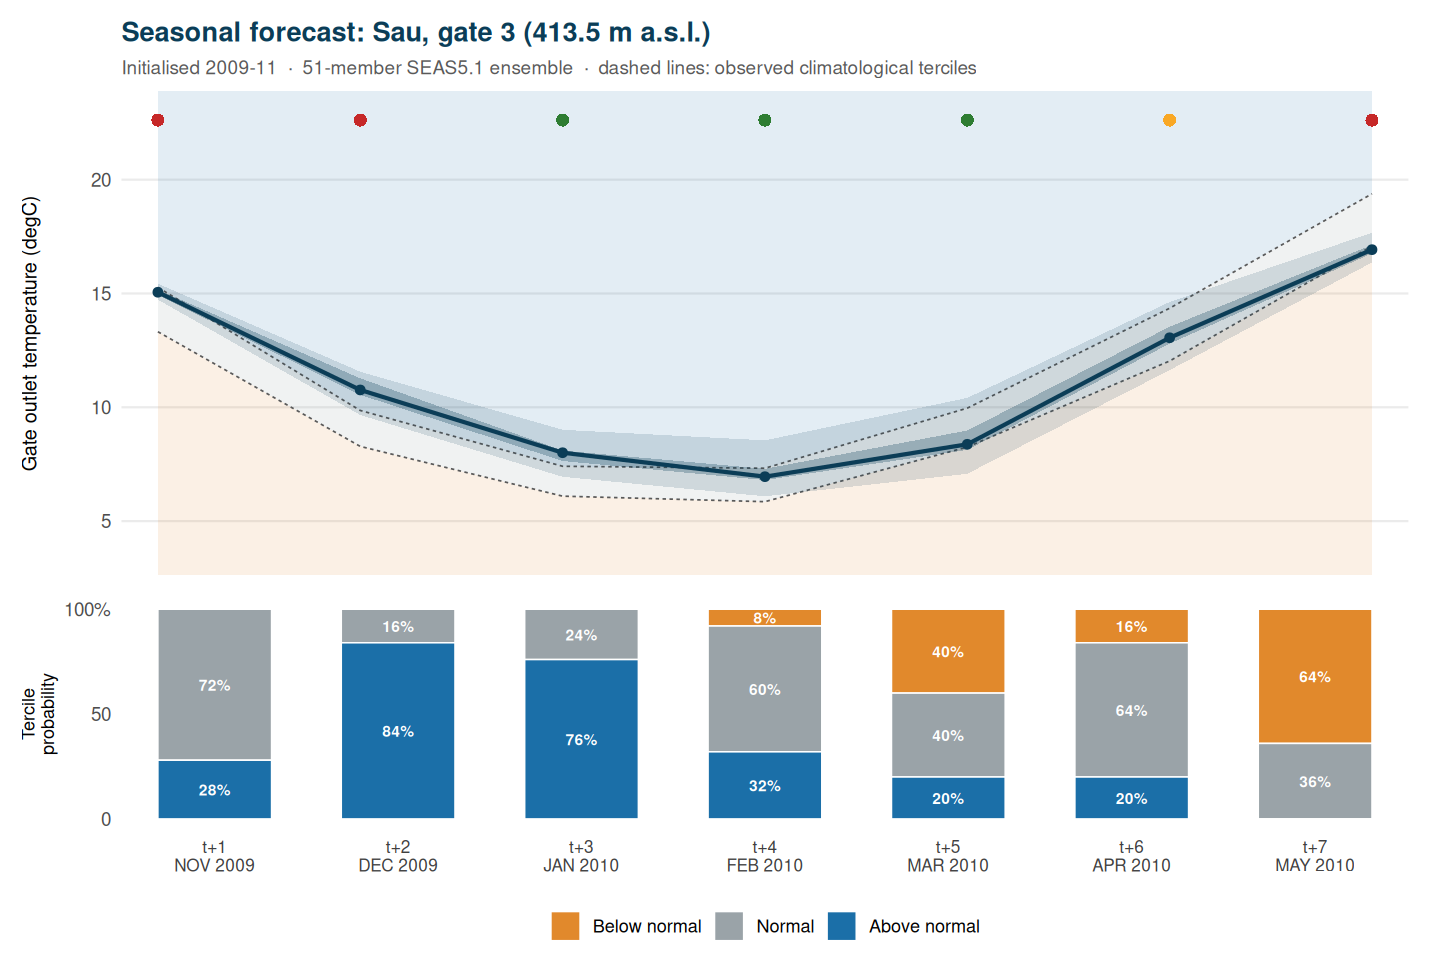 Seasonal forecast: Sau, gate 3 (413.5 m a.s.l.)
Initialised 2009-11 · 51-member SEAS5.1 ensemble · dashed lines: observed climatological terciles
Gate outlet temperature (degC)
20
15
10
5
Tercile
probability
100%
50
0
72%
28%
16%
84%
24%
76%
8%
60%
32%
40%
40%
20%
16%
64%
20%
64%
36%
t+1
NOV 2009
t+2
DEC 2009
t+3
JAN 2010
t+4
FEB 2010
t+5
MAR 2010
t+6
APR 2010
t+7
MAY 2010
Below normal
Normal
Above normal